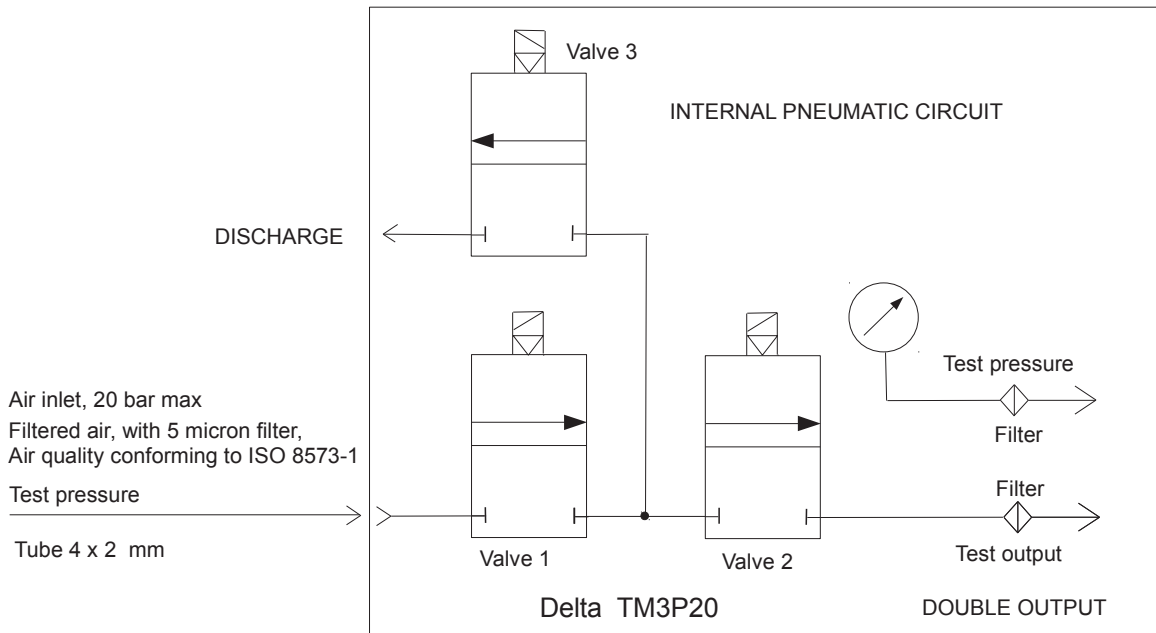 Valve 3
INTERNAL PNEUMATIC CIRCUIT
DISCHARGE
Air inlet, 20 bar max
Filtered air, with 5 micron filter,
Air quality conforming to ISO 8573-1
Test pressure
Tube 4 x 2 mm
Valve 1
Valve 2
Test pressure
Filter
Filter
Test output
Delta TM3P20
DOUBLE OUTPUT